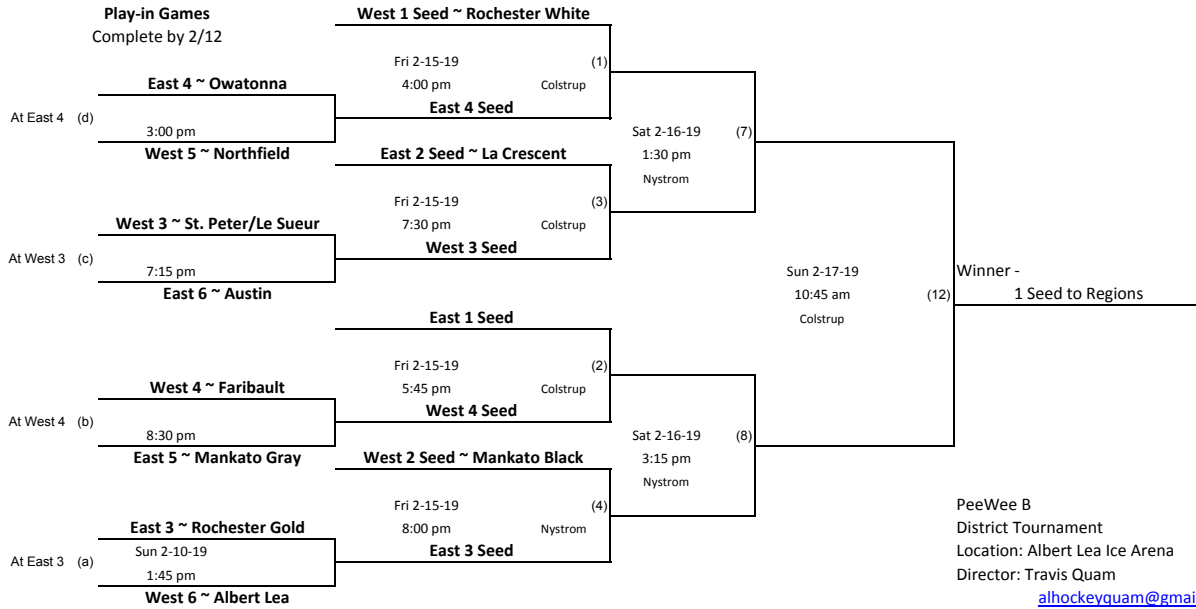 Play-in Games
Complete by 2/12
West 1 Seed ~ Rochester White
Fri 2-15-19 (1)
4:00 pm Colstrup
East 4 Seed
East 4 ~ Owatonna
At East 4 (d)
3:00 pm
West 5 ~ Northfield
Sat 2-16-19 (7)
1:30 pm
Nystrom
East 2 Seed ~ La Crescent
Fri 2-15-19 (3)
7:30 pm Colstrup
West 3 Seed
West 3 ~ St. Peter/Le Sueur
At West 3 (c)
7:15 pm
East 6 ~ Austin
Sun 2-17-19
10:45 am (12)
Colstrup
Winner -
1 Seed to Regions
East 1 Seed
Fri 2-15-19 (2)
5:45 pm Colstrup
West 4 Seed
West 4 ~ Faribault
At West 4 (b)
8:30 pm
East 5 ~ Mankato Gray
Sat 2-16-19 (8)
3:15 pm
Nystrom
West 2 Seed ~ Mankato Black
Fri 2-15-19 (4)
8:00 pm Nystrom
East 3 Seed
East 3 ~ Rochester Gold
At East 3 (a)
Sun 2-10-19
1:45 pm
West 6 ~ Albert Lea
PeeWee B
District Tournament
Location: Albert Lea Ice Arena
Director: Travis Quam
alhockeyquam@gmai